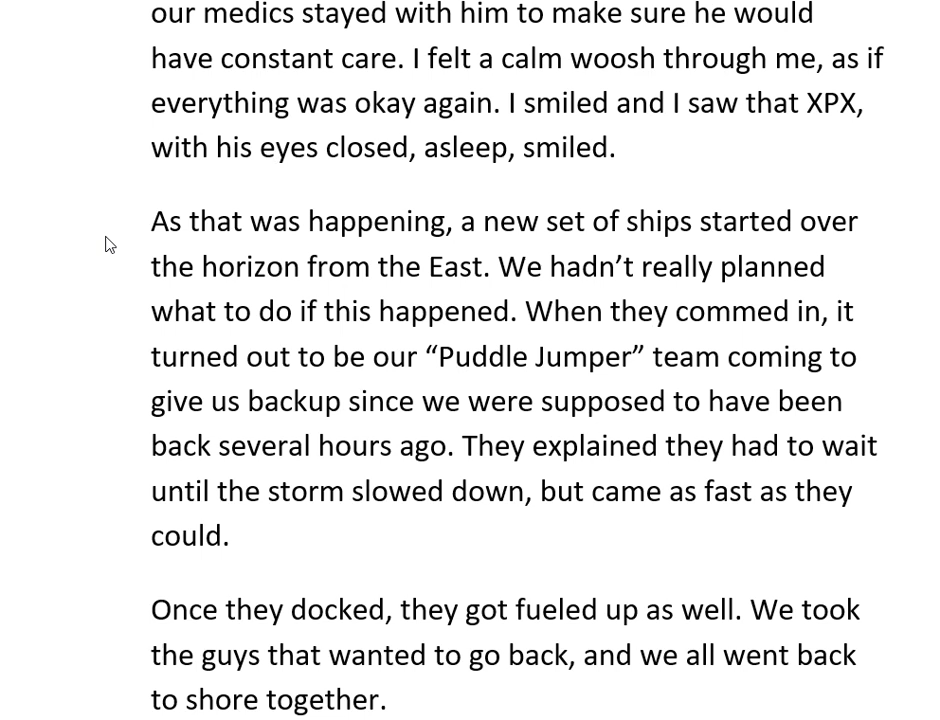 our medics stayed with him to make sure he would
have constant care. I felt a calm woosh through me, as if
everything was okay again. I smiled and I saw that XPX,
with his eyes closed, asleep, smiled.
As that was happening, a new set of ships started over
the horizon from the East. We hadn’t really planned
what to do if this happened. When they commed in, it
turned out to be our “Puddle Jumper” team coming to
give us backup since we were supposed to have been
back several hours ago. They explained they had to wait
until the storm slowed down, but came as fast as they
could.
Once they docked, they got fueled up as well. We took
the guys that wanted to go back, and we all went back
to shore together.